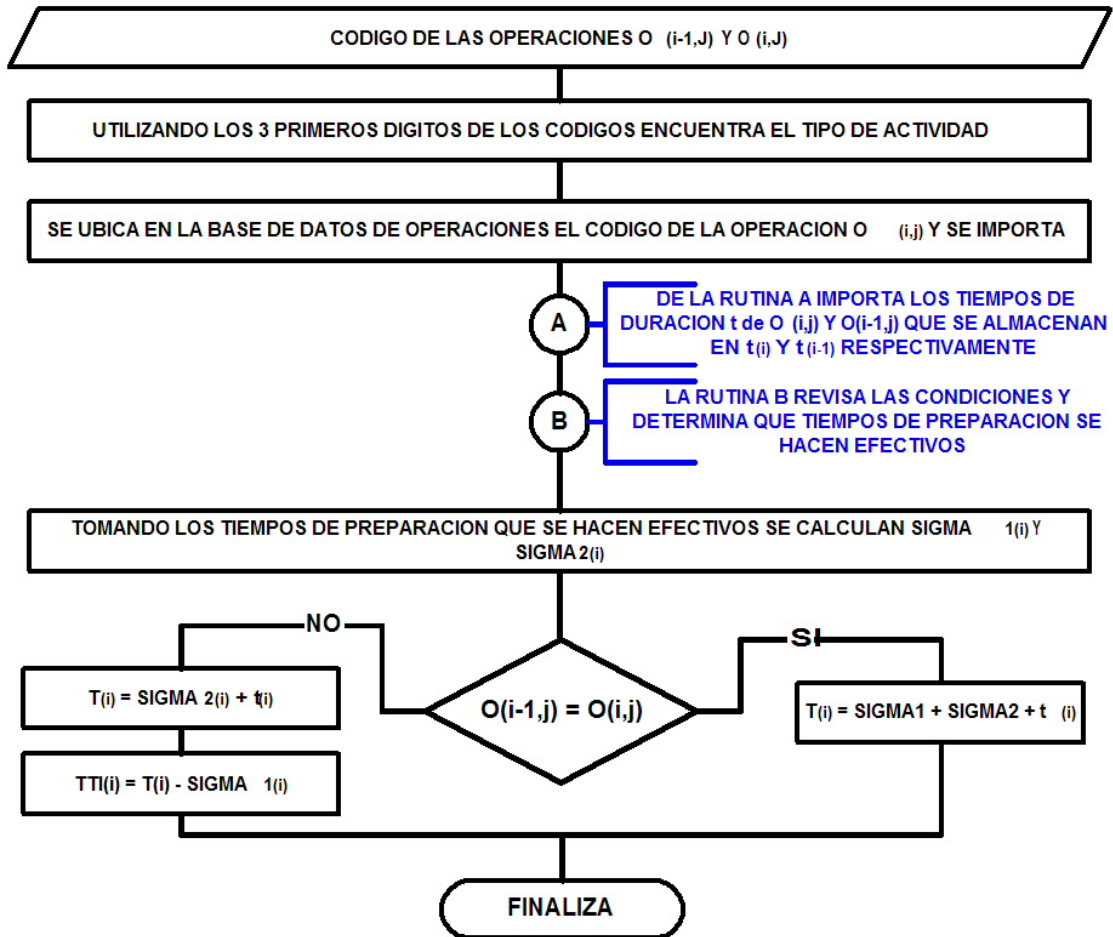 CODIGO DE LAS OPERACIONES O (i-1,J) Y O (i,J)
UTILIZANDO LOS 3 PRIMEROS DIGITOS DE LOS CODIGOS ENCUENTRA EL TIPO DE ACTIVIDAD
SE UBICA EN LA BASE DE DATOS DE OPERACIONES EL CODIGO DE LA OPERACION O (i,j) Y SE IMPORTA
A
DE LA RUTINA A IMPORTA LOS TIEMPOS DE
DURACION t de O (i,j) Y O(i-1,j) QUE SE ALMACENAN
EN t(i) Y t(i-1) RESPECTIVAMENTE
B
LA RUTINA B REVISA LAS CONDICIONES Y
DETERMINA QUE TIEMPOS DE PREPARACION SE
HACEN EFECTIVOS
TOMANDO LOS TIEMPOS DE PREPARACION QUE SE HACEN EFECTIVOS SE CALCULAN SIGMA 1(i) Y
SIGMA 2(i)
NO
SI
T(i) = SIGMA 2(i) + t(i)
O(i-1,j) = O(i,j)
T(i) = SIGMA1 + SIGMA2 + t (i)
TTI(i) = T(i) - SIGMA 1(i)
FINALIZA